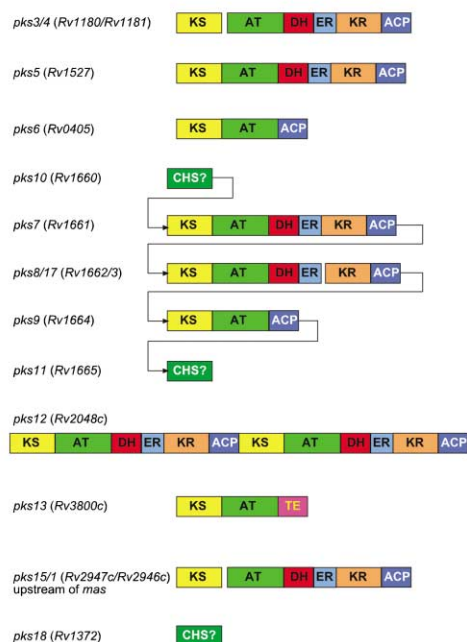 pks3/4 (Rv1180/Rv1181) KS AT DH ER KR ACP
pks5 (Rv1527) KS AT DH ER KR ACP
pks6 (Rv0405) KS AT ACP
pks10 (Rv1660) CHS?
pks7 (Rv1661) KS AT DH ER KR ACP
pks8/17 (Rv1662/3) KS AT DH ER KR ACP
pks9 (Rv1664) KS AT ACP
pks11 (Rv1665) CHS?
pks12 (Rv2048c)
KS AT DH ER KR ACP KS AT DH ER KR ACP
pks13 (Rv3800c) KS AT TE
pks15/1 (Rv2947c/Rv2946c) KS AT DH ER KR ACP
upstream of mas
pks18 (Rv1372) CHS?